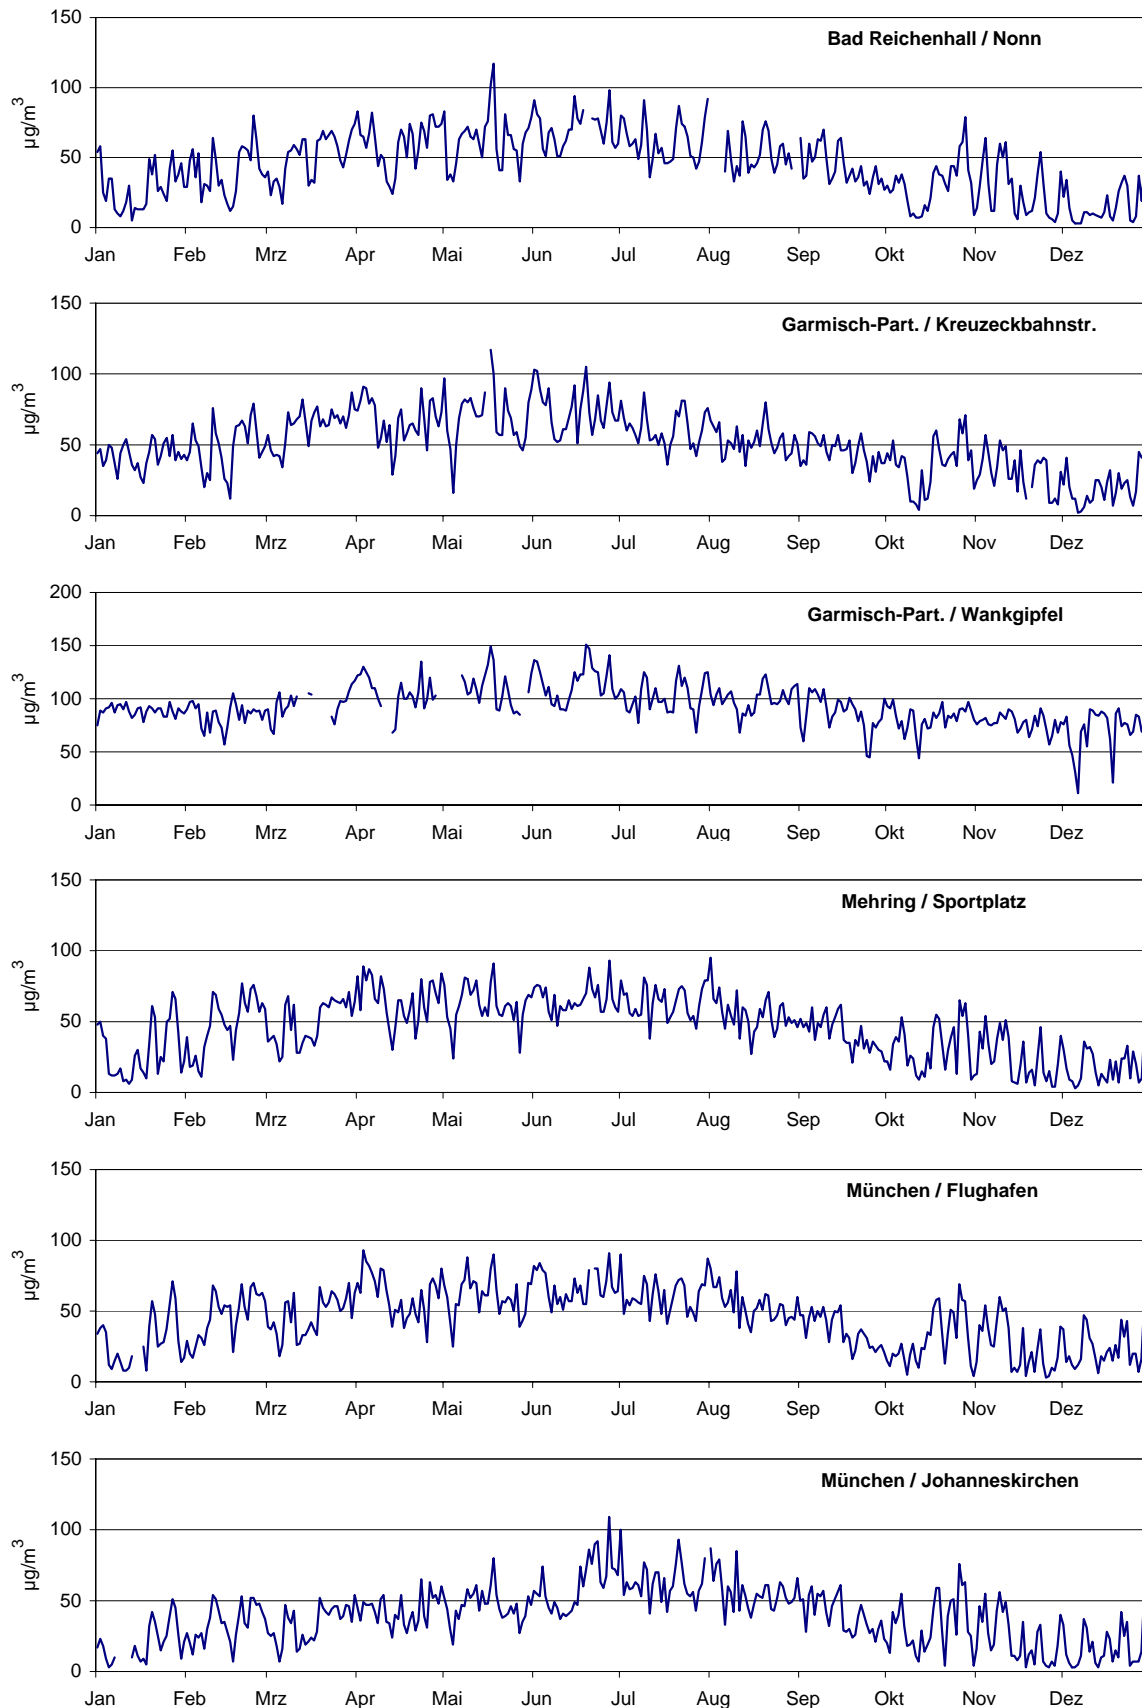 150
Bad Reichenhall / Nonn
100
µg/m³
50
0
Jan Feb Mrz Apr Mai Jun Jul Aug Sep Okt Nov Dez
150
Garmisch-Part. / Kreuzeckbahnstr.
100
µg/m³
50
0
Jan Feb Mrz Apr Mai Jun Jul Aug Sep Okt Nov Dez
200
Garmisch-Part. / Wankgipfel
150
µg/m³
100
50
0
Jan Feb Mrz Apr Mai Jun Jul Aug Sep Okt Nov Dez
150
Mehring / Sportplatz
100
µg/m³
50
0
Jan Feb Mrz Apr Mai Jun Jul Aug Sep Okt Nov Dez
150
München / Flughafen
100
µg/m³
50
0
Jan Feb Mrz Apr Mai Jun Jul Aug Sep Okt Nov Dez
150
München / Johanneskirchen
100
µg/m³
50
0
Jan Feb Mrz Apr Mai Jun Jul Aug Sep Okt Nov Dez